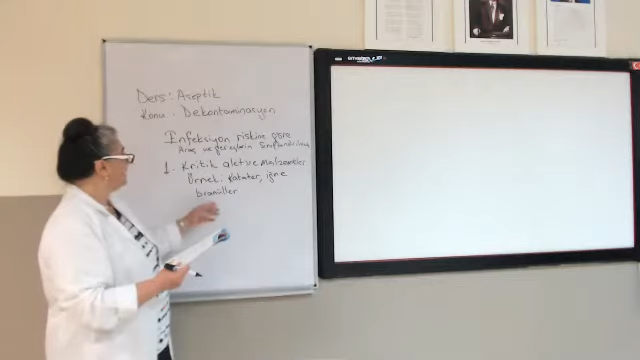 Ders: Aseptik
Konu: Dekontaminasyon
İnfeksiyon riskine göre
Araç ve gereçlerin Sınıflandırılması
1. Kritik alet ve Malzemeler
Örnek: Katater, iğne
branüller